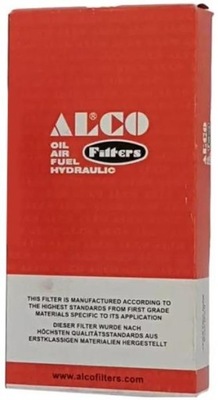 ALCO®
OIL
AIR
FUEL
Filters
HYDRAULIC
THIS FILTER IS MANUFACTURED ACCORDING TO
THE HIGHEST STANDARDS FROM FIRST GRADE
MATERIALS SPECIFIC TO ITS APPLICATION
DIESER FILTER WURDE NACH
HÖCHSTEN QUALITÄTSSTANDARDS AUS
ERSTKLASSIGEN MATERIALIEN HERGESTELLT
www.alcofilters.com